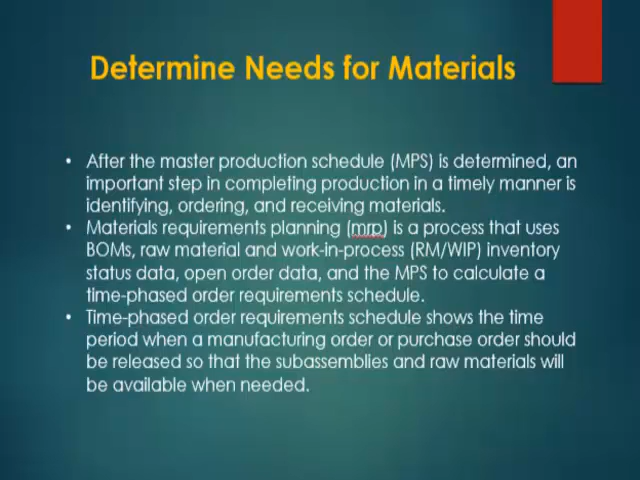 Determine Needs for Materials
• After the master production schedule (MPS) is determined, an
important step in completing production in a timely manner is
identifying, ordering, and receiving materials.
• Materials requirements planning (mrp) is a process that uses
BOMs, raw material and work-in-process (RM/WIP) inventory
status data, open order data, and the MPS to calculate a
time-phased order requirements schedule.
• Time-phased order requirements schedule shows the time
period when a manufacturing order or purchase order should
be released so that the subassemblies and raw materials will
be available when needed.